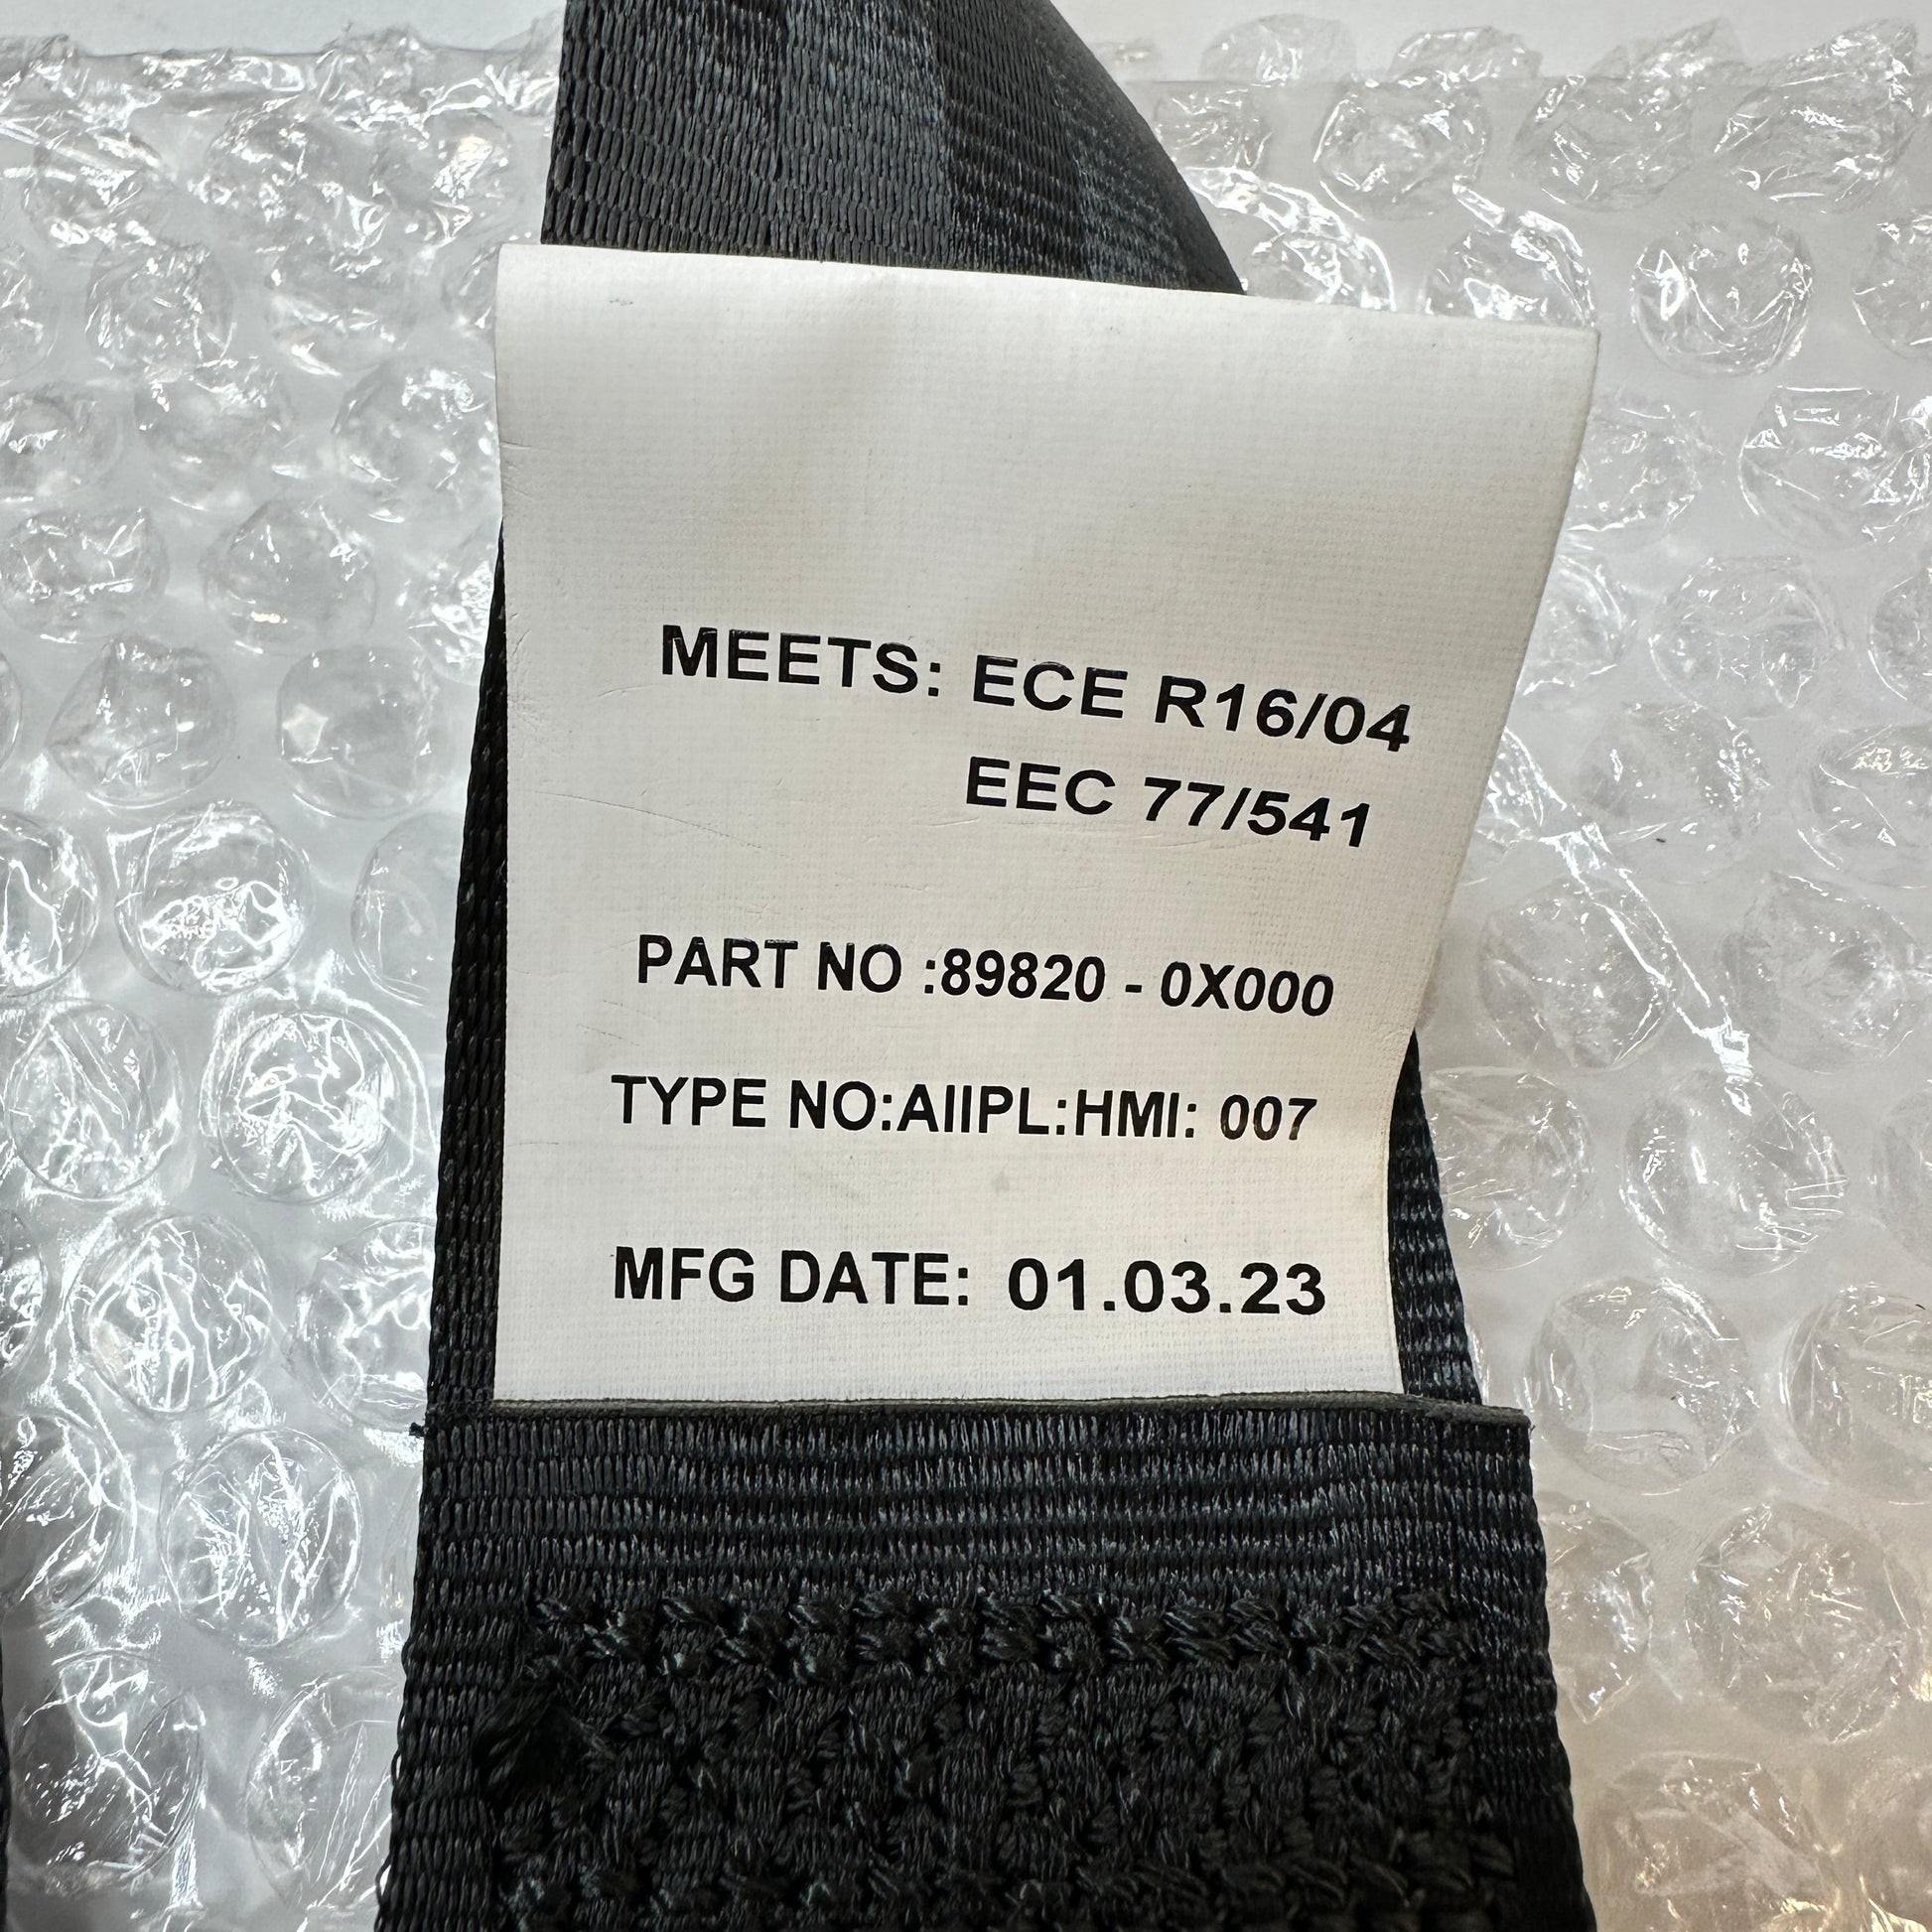 MEETS: ECE R16/04
EEC 77/541
PART NO :89820 - 0X000
TYPE NO:AIIPL:HMI: 007
MFG DATE: 01.03.23